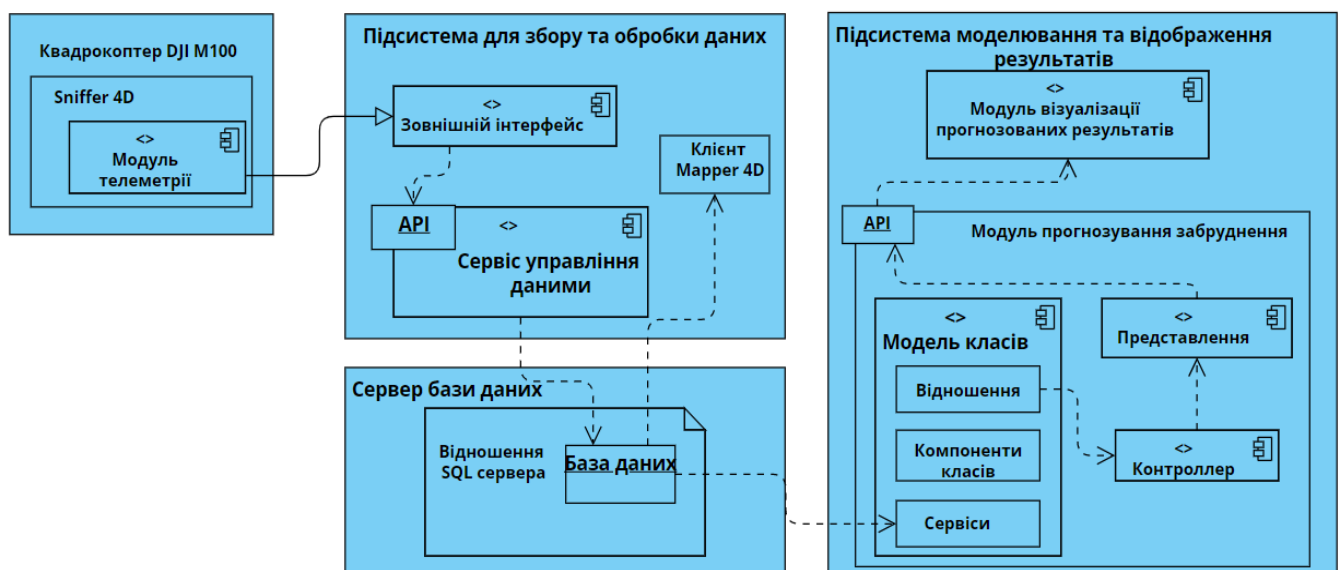 Квадрокоптер DJI M100
Sniffer 4D
<>
Модуль
телеметрії
Підсистема для збору та обробки даних
<>
Зовнішній інтерфейс
Клієнт
Mapper 4D
API
<>
Сервіс управління
даними
Сервер бази даних
Відношення
SQL сервера
База даних
Підсистема моделювання та відображення
результатів
<>
Модуль візуалізації
прогнозованих результатів
API
Модуль прогнозування забруднення
<>
Модель класів
Відношення
Компоненти
класів
Сервіси
<>
Представлення
<>
Контроллер